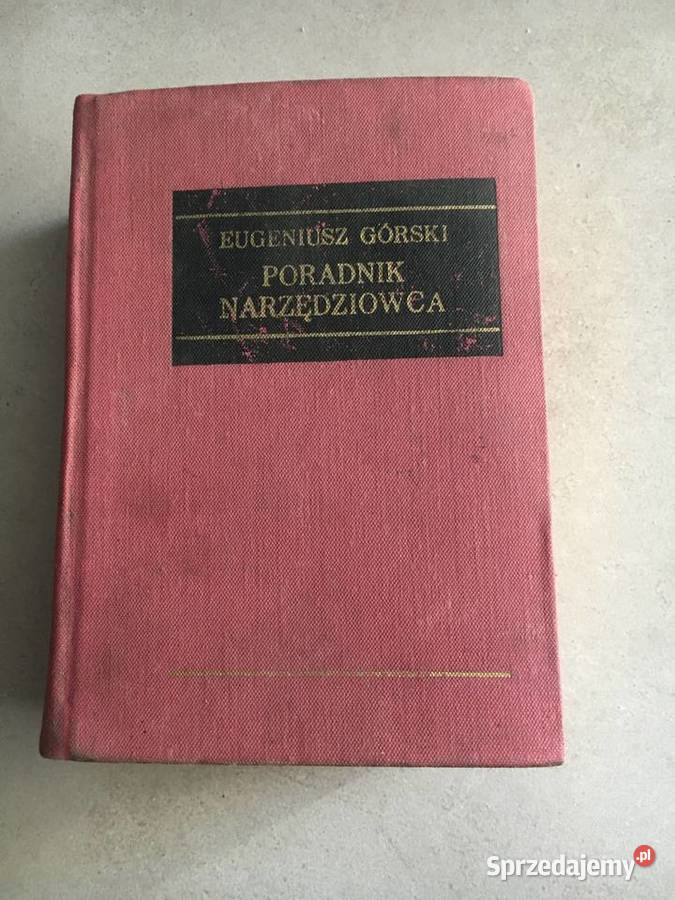 EUGENIUSZ GÓRSKI
PORADNIK
NARZĘDZIOWCA
Sprzedajemy.pl